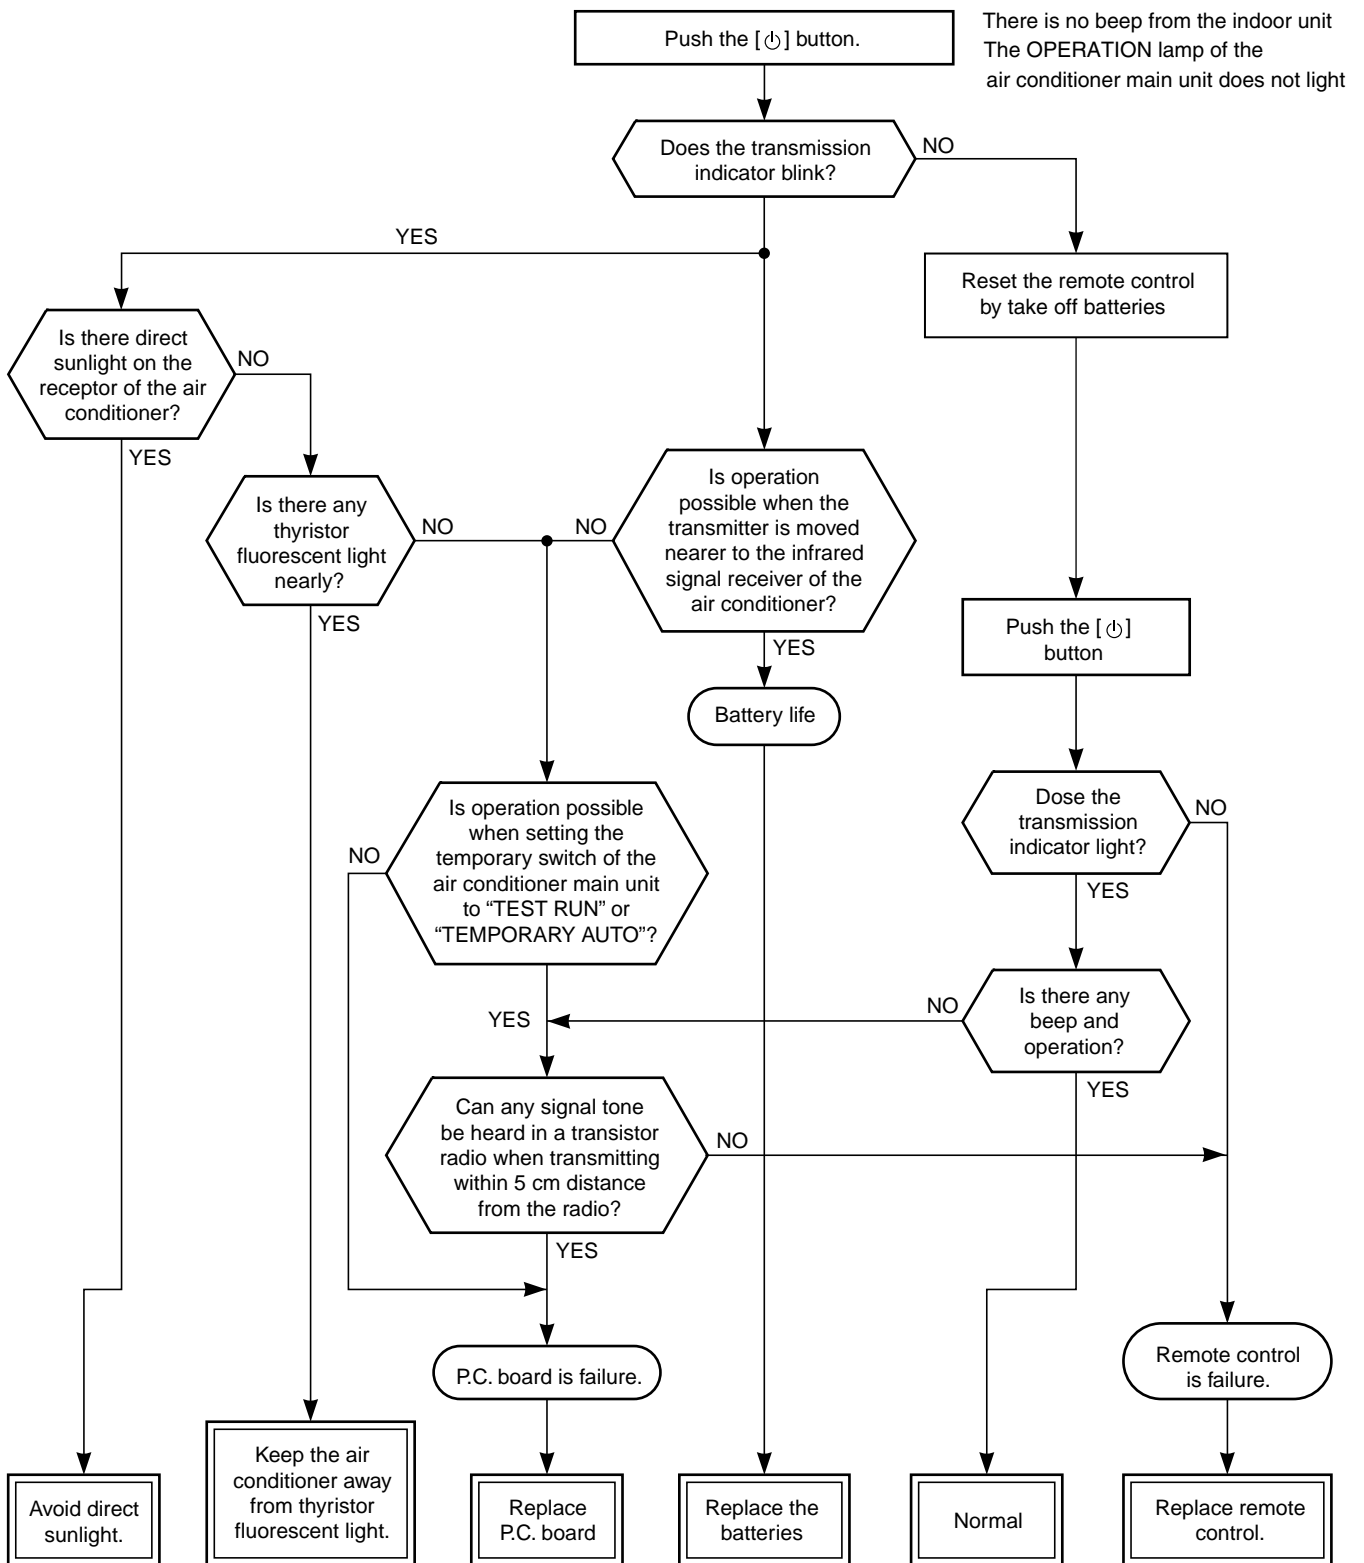 Push the [⏻] button.
There is no beep from the indoor unit
The OPERATION lamp of the
air conditioner main unit does not light
Does the transmission
indicator blink?
NO
YES
Reset the remote control
by take off batteries
Is there direct
sunlight on the
receptor of the air
conditioner?
NO
YES
Is there any
thyristor
fluorescent light
nearly?
NO
YES
Is operation
possible when the
transmitter is moved
nearer to the infrared
signal receiver of the
air conditioner?
NO
YES
Push the [⏻]
button
Battery life
Is operation possible
when setting the
temporary switch of the
air conditioner main unit
to “TEST RUN” or
“TEMPORARY AUTO”?
NO
YES
Dose the
transmission
indicator light?
NO
YES
Is there any
beep and
operation?
NO
YES
Can any signal tone
be heard in a transistor
radio when transmitting
within 5 cm distance
from the radio?
NO
YES
P.C. board is failure.
Remote control
is failure.
Avoid direct
sunlight.
Keep the air
conditioner away
from thyristor
fluorescent light.
Replace
P.C. board
Replace the
batteries
Normal
Replace remote
control.